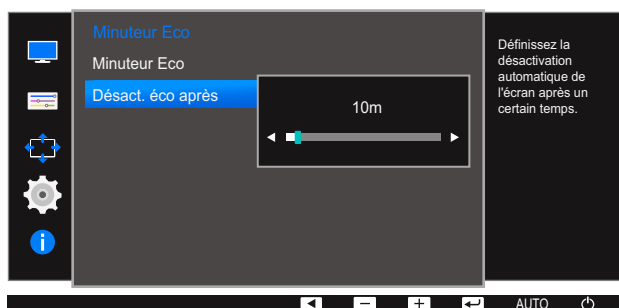 Minuteur Eco
Minuteur Eco
Désact. éco après
10m
Définissez la
désactivation
automatique de
l'écran après un
certain temps.
AUTO